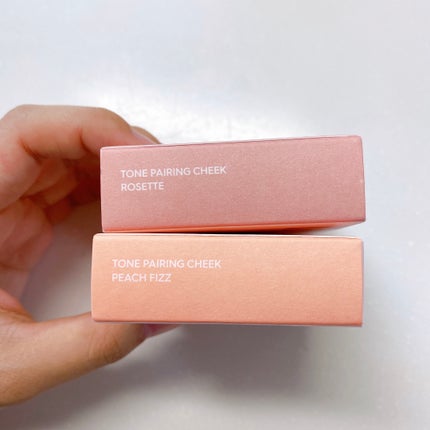 TONE PAIRING CHEEK
ROSETTE
TONE PAIRING CHEEK
PEACH FIZZ